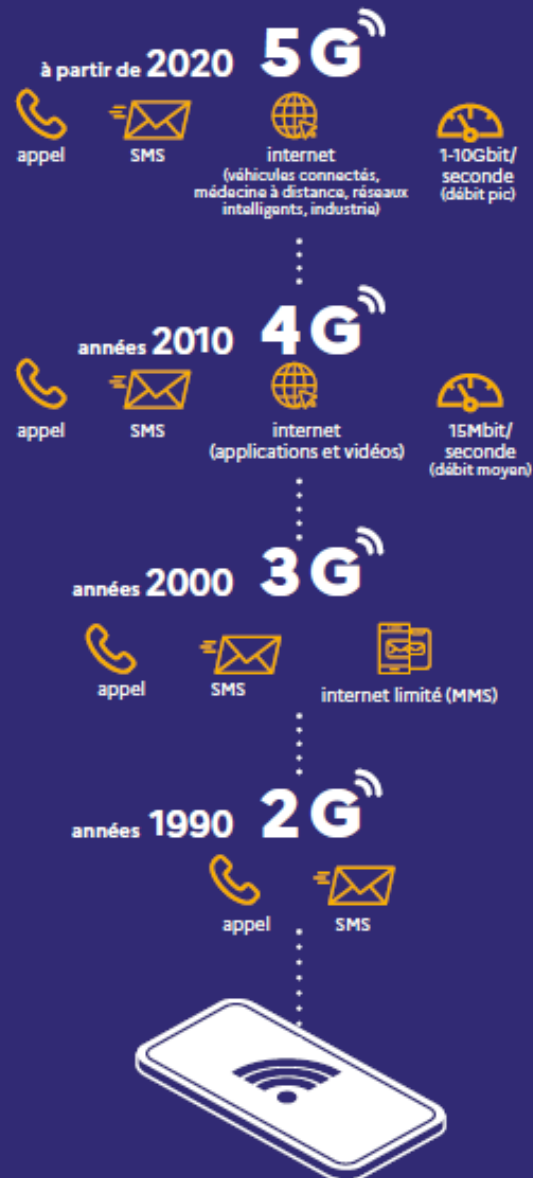 à partir de 2020 5G
appel
SMS
internet
(véhicules connectés,
médecine à distance, réseaux
intelligents, industrie)
1-10Gbit/
seconde
(débit pic)
années 2010 4G
appel
SMS
internet
(applications et vidéos)
15Mbit/
seconde
(débit moyen)
années 2000 3G
appel
SMS
internet limité (MMS)
années 1990 2G
appel
SMS